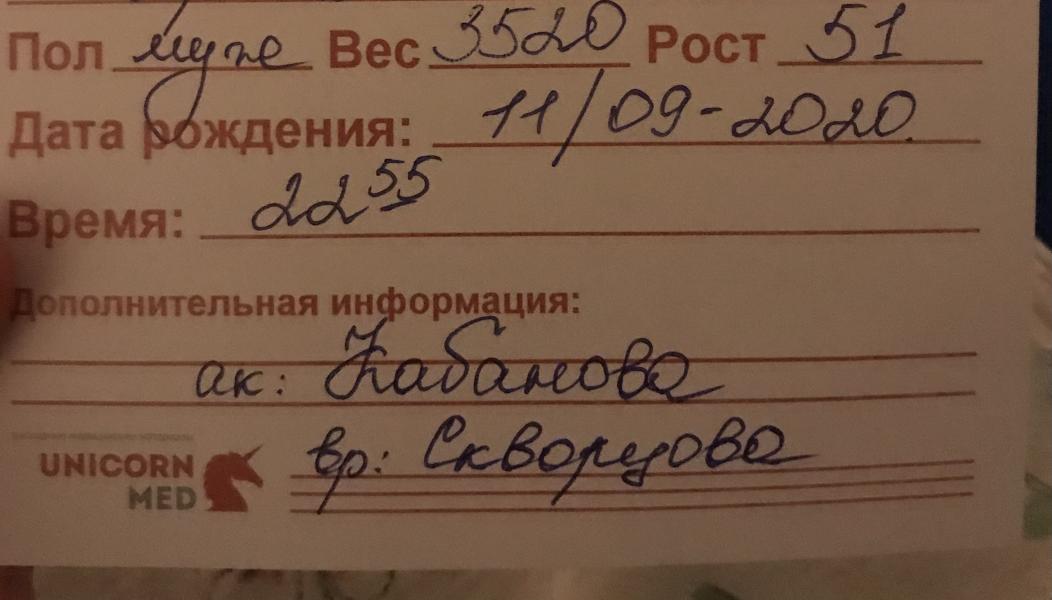 Пол муж Вес 3520 Рост 51
Дата рождения: 11/09-2020.
Время: 22 55
Дополнительная информация:
ак: Кабанова
вр: Скворцова
UNICORN
MED